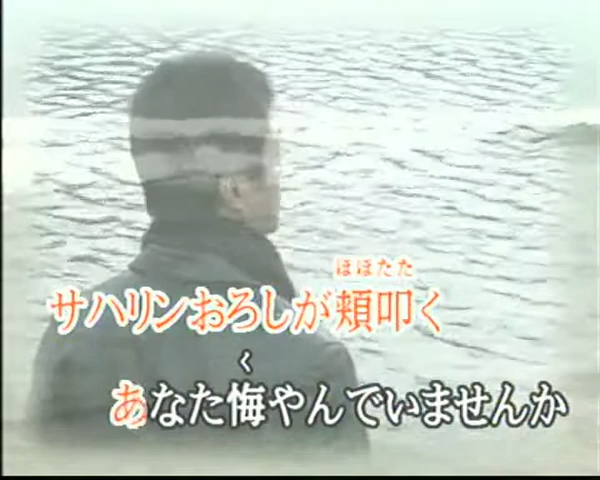 ほほたた
サハリンおろしが頬叩く
く
あなた悔やんでいませんか